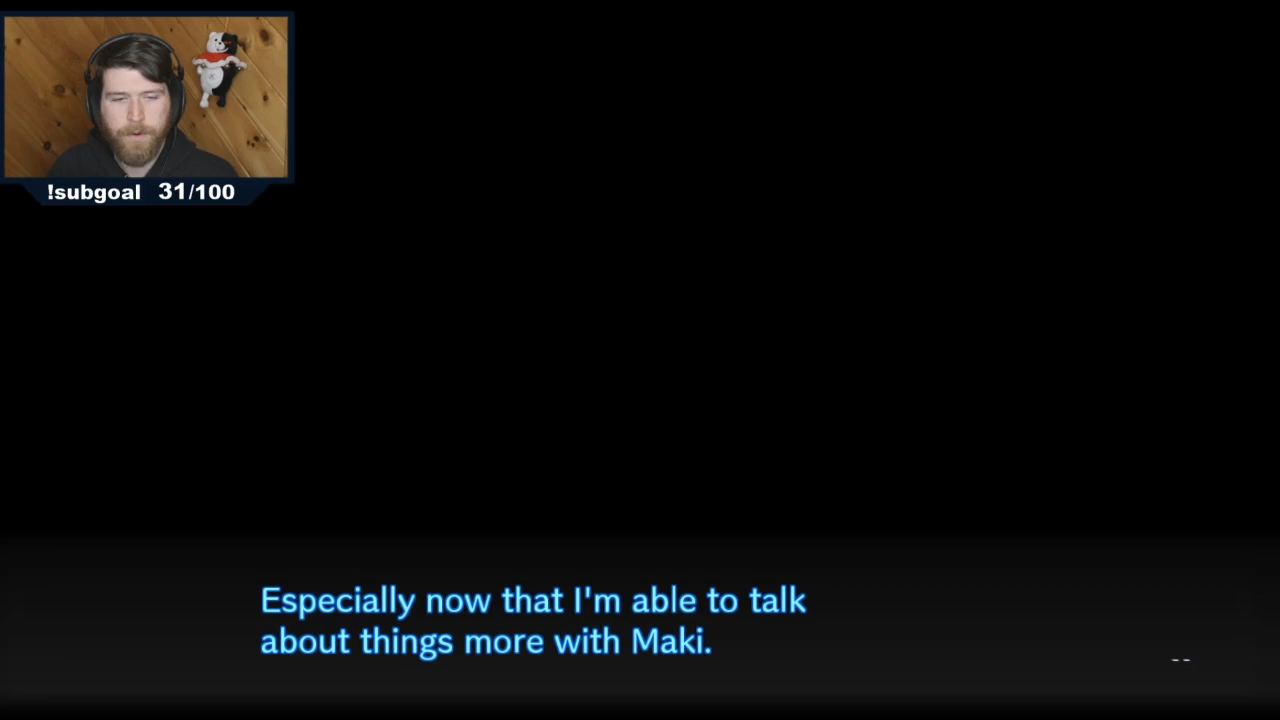 !subgoal 31/100
Especially now that I'm able to talk
about things more with Maki.